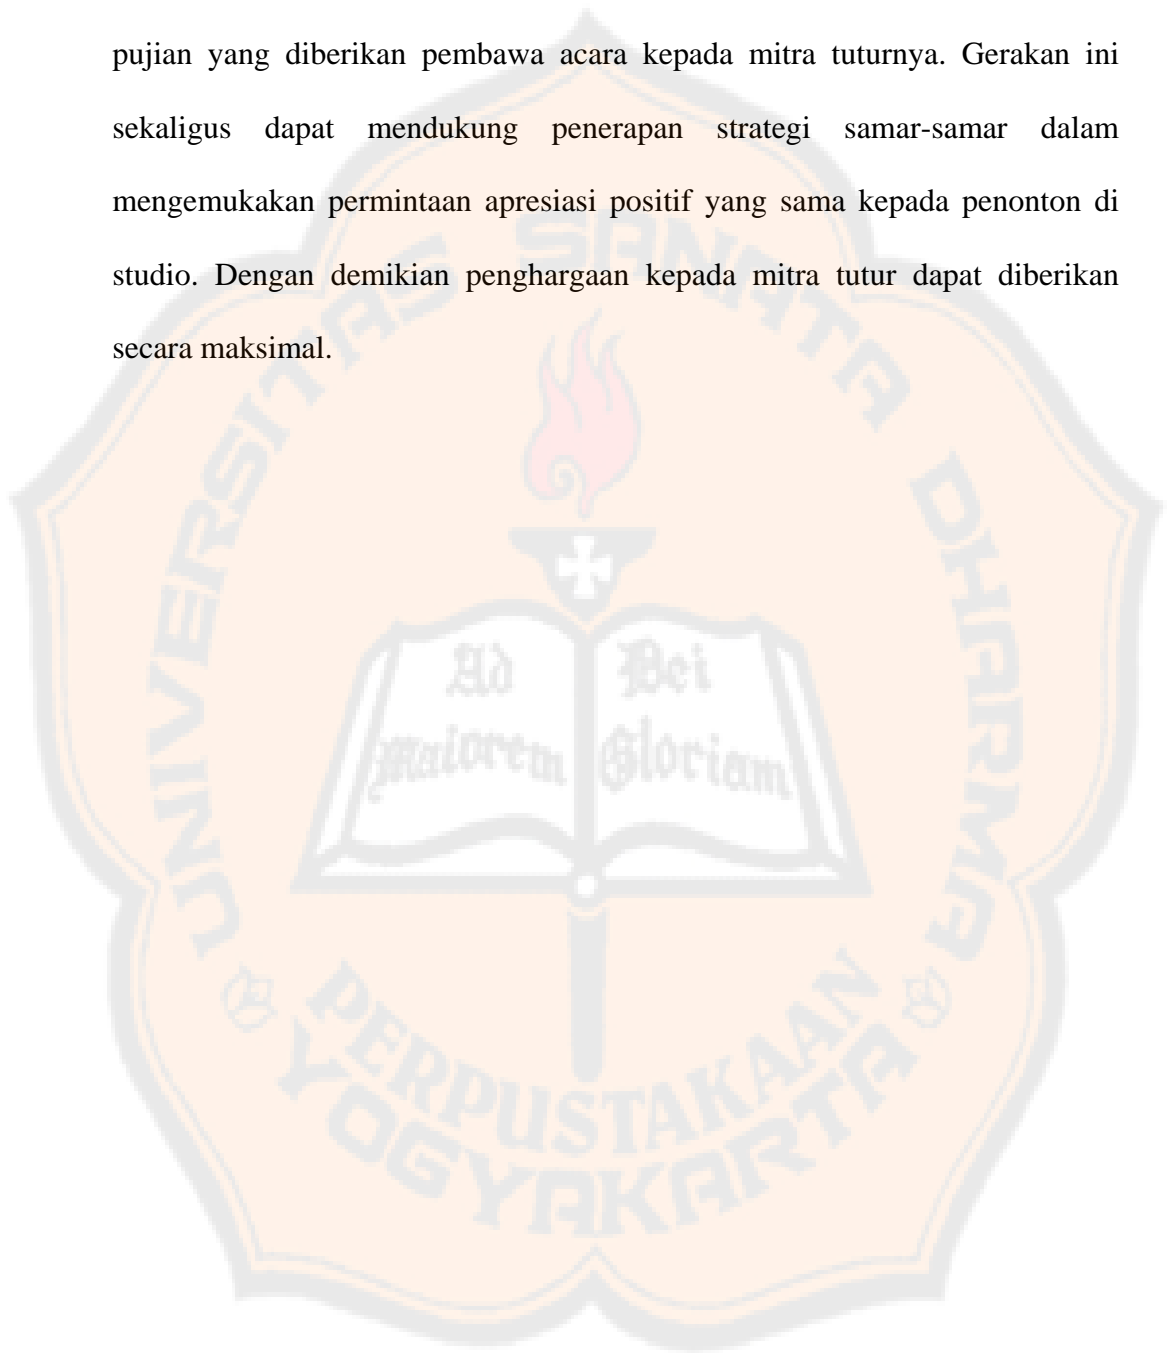 pujian yang diberikan pembawa acara kepada mitra tuturnya. Gerakan ini
sekaligus dapat mendukung penerapan strategi samar-samar dalam
mengemukakan permintaan apresiasi positif yang sama kepada penonton di
studio. Dengan demikian penghargaan kepada mitra tutur dapat diberikan
secara maksimal.
UNIVERSITAS SANATA DHARMA
Ad Dei
Maiorem Gloriam
PERPUSTAKAAN
YOGYAKARTA